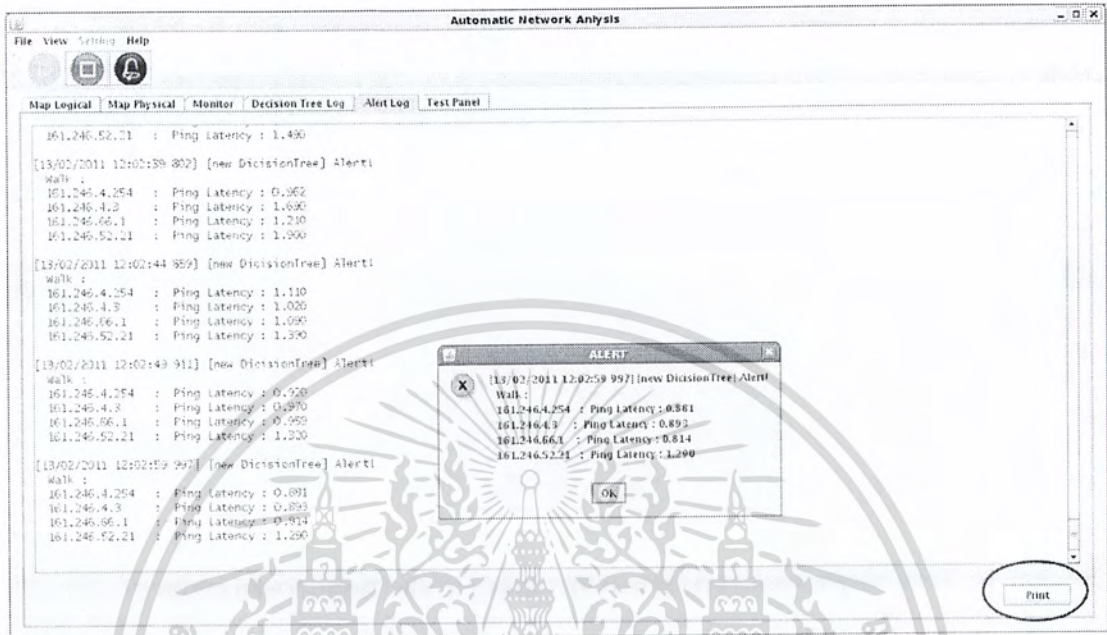 Automatic Network Anlysis
File View Setting Help
Map Logical Map Physical Monitor Decision Tree Log Alert Log Test Panel
161.246.52.21 : Ping Latency : 1.490
[13/02/2011 12:02:39 802] [new DicisionTree] Alert!
Walk :
161.246.4.254 : Ping Latency : 0.962
161.246.4.3 : Ping Latency : 1.690
161.246.66.1 : Ping Latency : 1.210
161.246.52.21 : Ping Latency : 1.900
[13/02/2011 12:02:44 859] [new DicisionTree] Alert!
Walk :
161.246.4.254 : Ping Latency : 1.110
161.246.4.3 : Ping Latency : 1.020
161.246.66.1 : Ping Latency : 1.090
161.246.52.21 : Ping Latency : 1.390
[13/02/2011 12:02:49 911] [new DicisionTree] Alert!
Walk :
161.246.4.254 : Ping Latency : 0.920
161.246.4.3 : Ping Latency : 0.970
161.246.66.1 : Ping Latency : 0.959
161.246.52.21 : Ping Latency : 1.320
[13/02/2011 12:02:59 997] [new DicisionTree] Alert!
Walk :
161.246.4.254 : Ping Latency :
161.246.4.3 : Ping Latency : 0.893
161.246.66.1 : Ping Latency :
161.246.52.21 : Ping Latency : 1.290
ALERT
[13/02/2011 12:02:59 997] [new DicisionTree] Alert!
Walk :
161.246.4.254 : Ping Latency : 0.861
161.246.4.3 : Ping Latency : 0.893
161.246.66.1 : Ping Latency : 0.814
161.246.52.21 : Ping Latency : 1.290
OK
Print